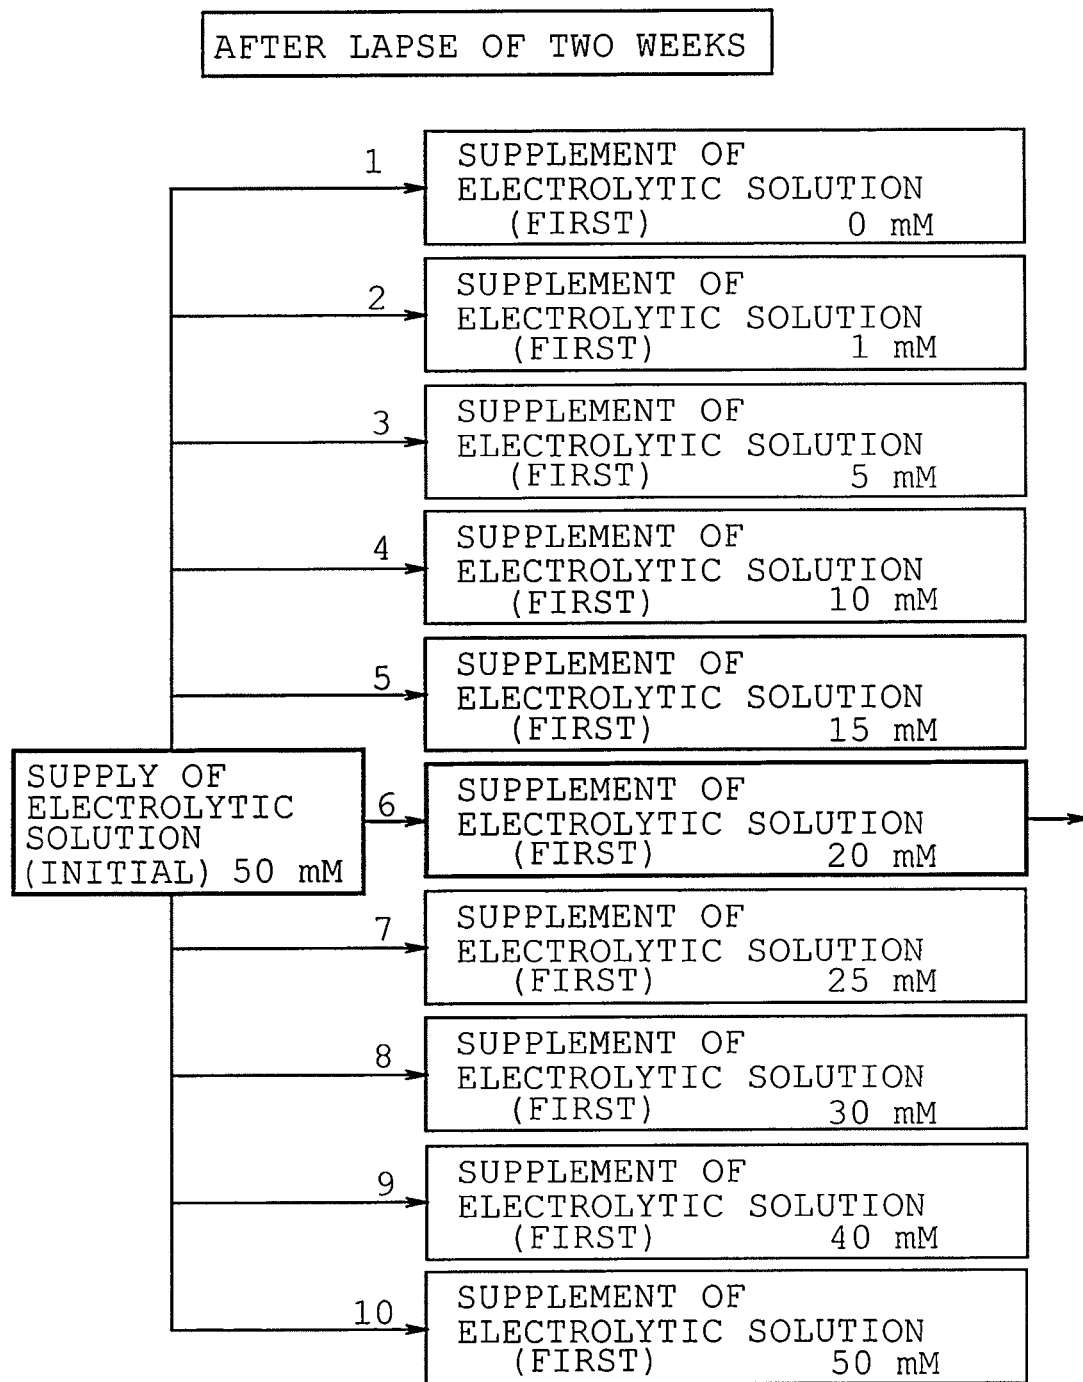 AFTER LAPSE OF TWO WEEKS
1
SUPPLEMENT OF
ELECTROLYTIC SOLUTION
(FIRST) 0 mM
2
SUPPLEMENT OF
ELECTROLYTIC SOLUTION
(FIRST) 1 mM
3
SUPPLEMENT OF
ELECTROLYTIC SOLUTION
(FIRST) 5 mM
4
SUPPLEMENT OF
ELECTROLYTIC SOLUTION
(FIRST) 10 mM
5
SUPPLEMENT OF
ELECTROLYTIC SOLUTION
(FIRST) 15 mM
SUPPLY OF
ELECTROLYTIC
SOLUTION
(INITIAL) 50 mM
6
SUPPLEMENT OF
ELECTROLYTIC SOLUTION
(FIRST) 20 mM
7
SUPPLEMENT OF
ELECTROLYTIC SOLUTION
(FIRST) 25 mM
8
SUPPLEMENT OF
ELECTROLYTIC SOLUTION
(FIRST) 30 mM
9
SUPPLEMENT OF
ELECTROLYTIC SOLUTION
(FIRST) 40 mM
10
SUPPLEMENT OF
ELECTROLYTIC SOLUTION
(FIRST) 50 mM